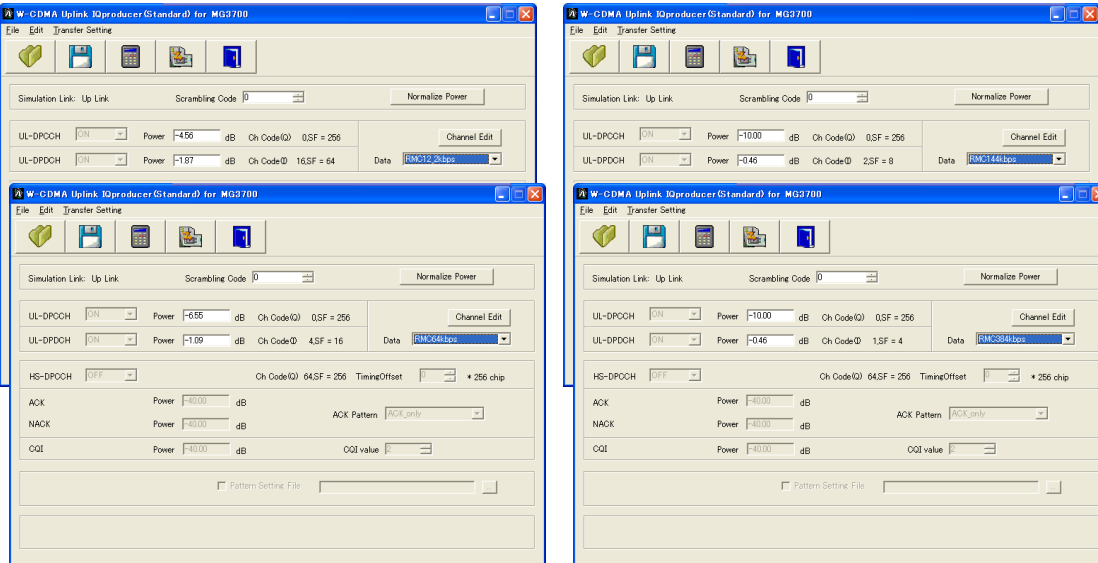 W-CDMA Uplink IQproducer(Standard) for MG3700
File Edit Transfer Setting
Simulation Link: Up Link Scrambling Code 0 Normalize Power
UL-DPCCH ON Power -4.56 dB Ch Code(Q) 0,SF = 256 Channel Edit
UL-DPDCH ON Power -1.87 dB Ch Code(I) 16,SF = 64 Data RMC12_2kbps
W-CDMA Uplink IQproducer(Standard) for MG3700
File Edit Transfer Setting
Simulation Link: Up Link Scrambling Code 0 Normalize Power
UL-DPCCH ON Power -10.00 dB Ch Code(Q) 0,SF = 256 Channel Edit
UL-DPDCH ON Power -0.46 dB Ch Code(I) 2,SF = 8 Data RMC144kbps
W-CDMA Uplink IQproducer(Standard) for MG3700
File Edit Transfer Setting
Simulation Link: Up Link Scrambling Code 0 Normalize Power
UL-DPCCH ON Power -6.55 dB Ch Code(Q) 0,SF = 256 Channel Edit
UL-DPDCH ON Power -1.09 dB Ch Code(I) 4,SF = 16 Data RMC64kbps
HS-DPCCH OFF Ch Code(Q) 64,SF = 256 TimingOffset 0 * 256 chip
ACK Power -40.00 dB
ACK Pattern ACK_only
NACK Power -40.00 dB
CQI Power -40.00 dB CQI value 2
Pattern Setting File ...
W-CDMA Uplink IQproducer(Standard) for MG3700
File Edit Transfer Setting
Simulation Link: Up Link Scrambling Code 0 Normalize Power
UL-DPCCH ON Power -10.00 dB Ch Code(Q) 0,SF = 256 Channel Edit
UL-DPDCH ON Power -0.46 dB Ch Code(I) 1,SF = 4 Data RMC384kbps
HS-DPCCH OFF Ch Code(Q) 64,SF = 256 TimingOffset 0 * 256 chip
ACK Power -40.00 dB
ACK Pattern ACK_only
NACK Power -40.00 dB
CQI Power -40.00 dB CQI value 2
Pattern Setting File ...